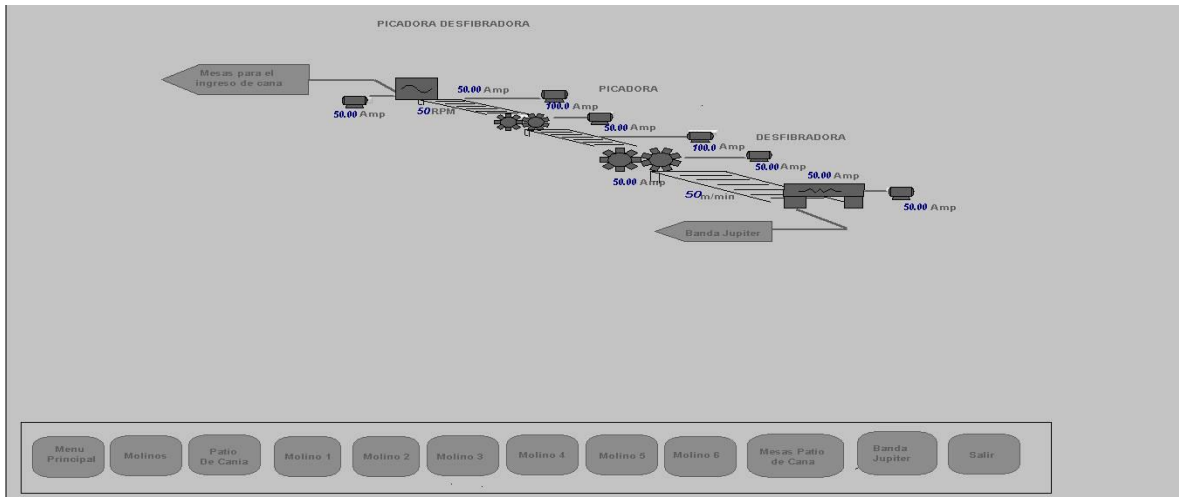 PICADORA DESFIBRADORA
Mesas para el
ingreso de cana
50.00 Amp
50.00 Amp
50 RPM
PICADORA
100.0 Amp
50.00 Amp
100.0 Amp
DESFIBRADORA
50.00 Amp
50.00 Amp
50.00 Amp
50 m/min
50.00 Amp
Banda Jupiter
Menu
Principal
Molinos
Patio
De Cania
Molino 1
Molino 2
Molino 3
Molino 4
Molino 5
Molino 6
Mesas Patio
de Cana
Banda
Jupiter
Salir